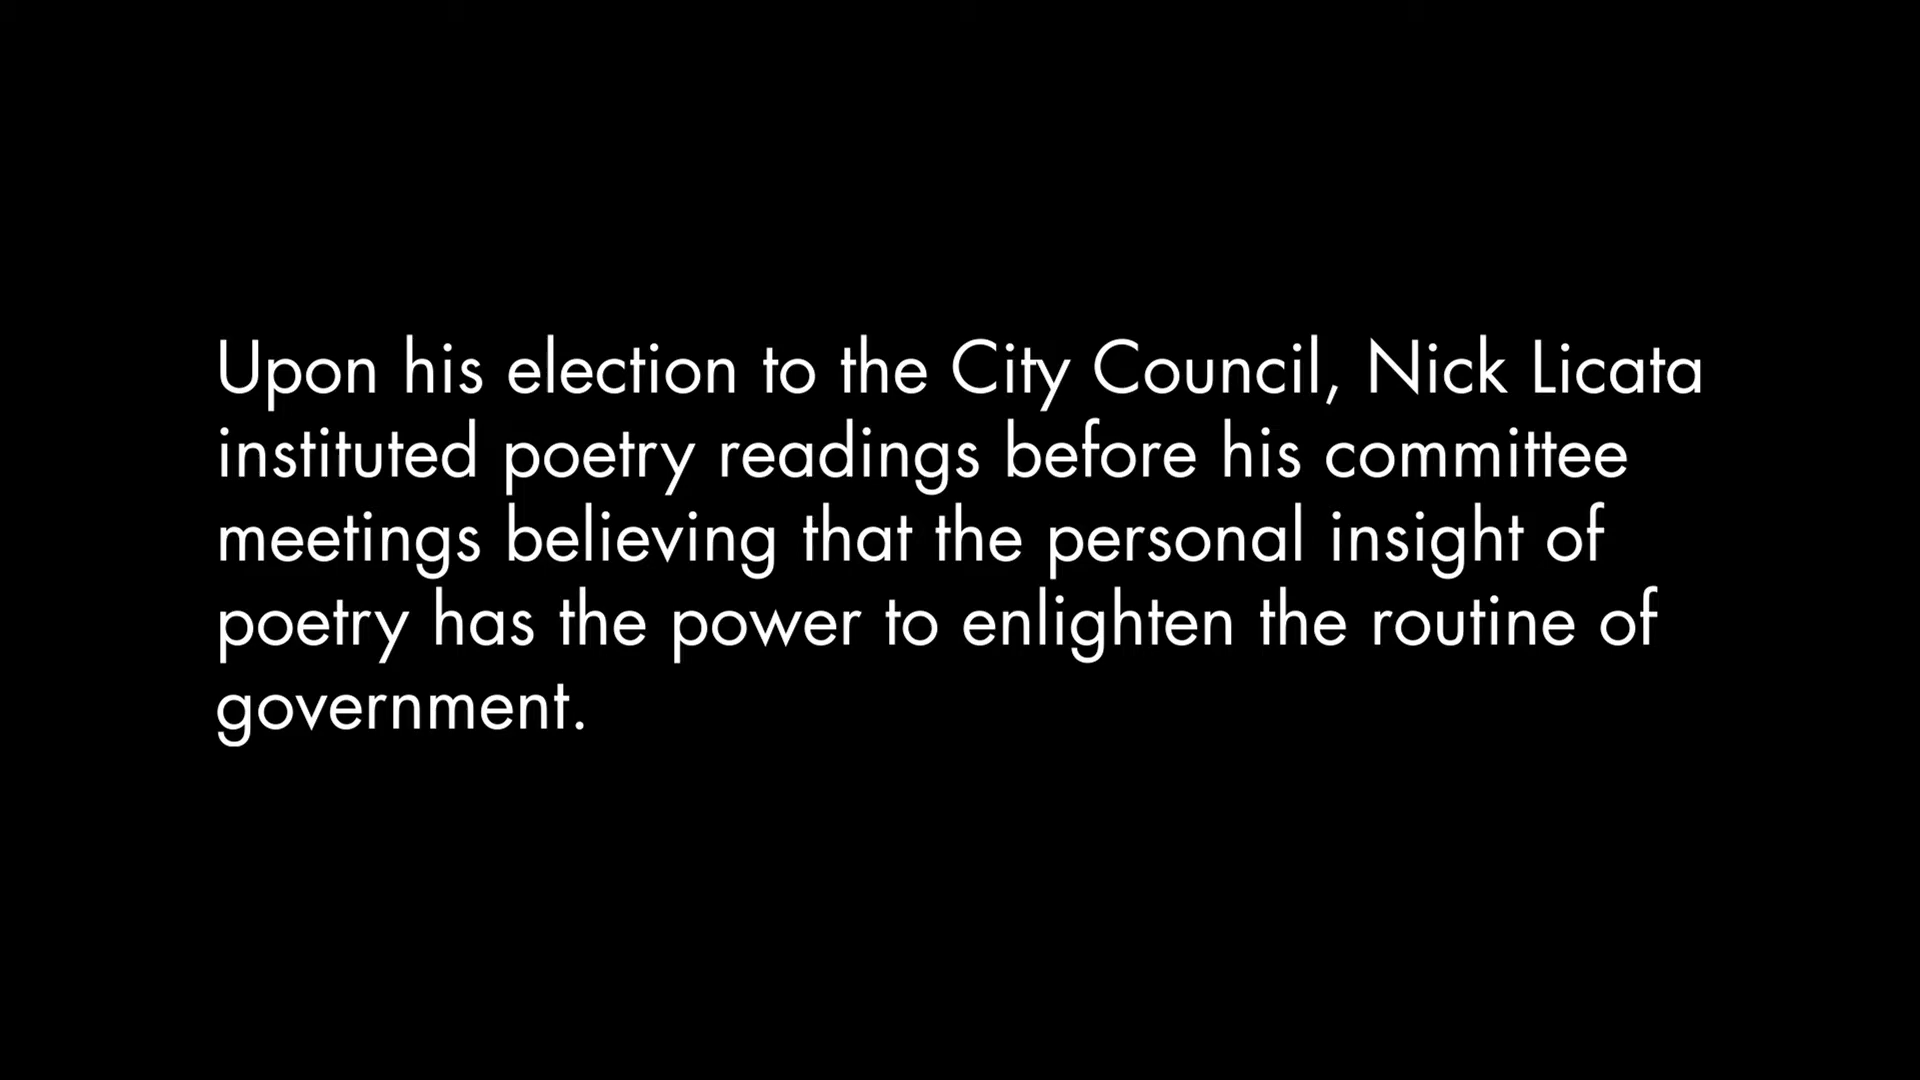 Upon his election to the City Council, Nick Licata
instituted poetry readings before his committee
meetings believing that the personal insight of
poetry has the power to enlighten the routine of
government.